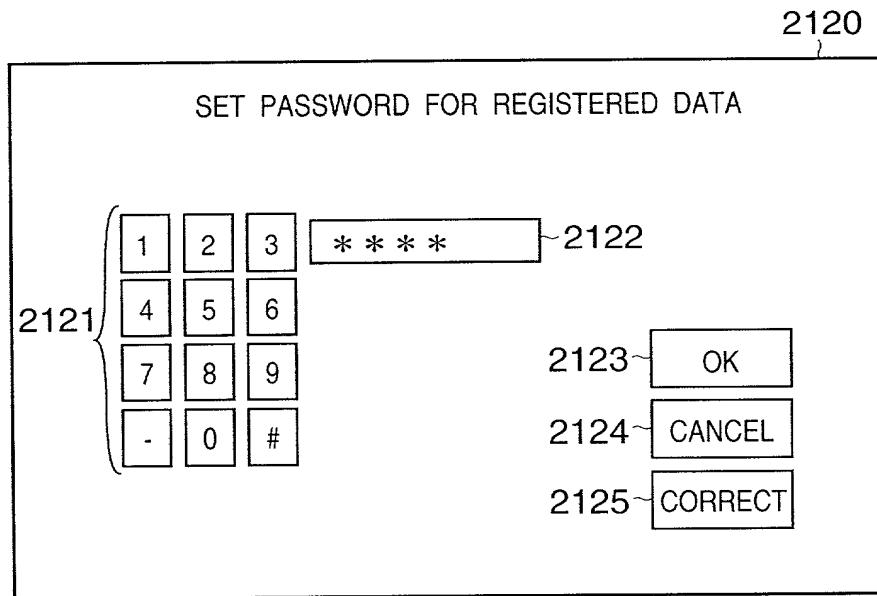 2120
SET PASSWORD FOR REGISTERED DATA
1 2 3 **** 2122
2121 4 5 6
7 8 9 2123 OK
- 0 # 2124 CANCEL
2125 CORRECT